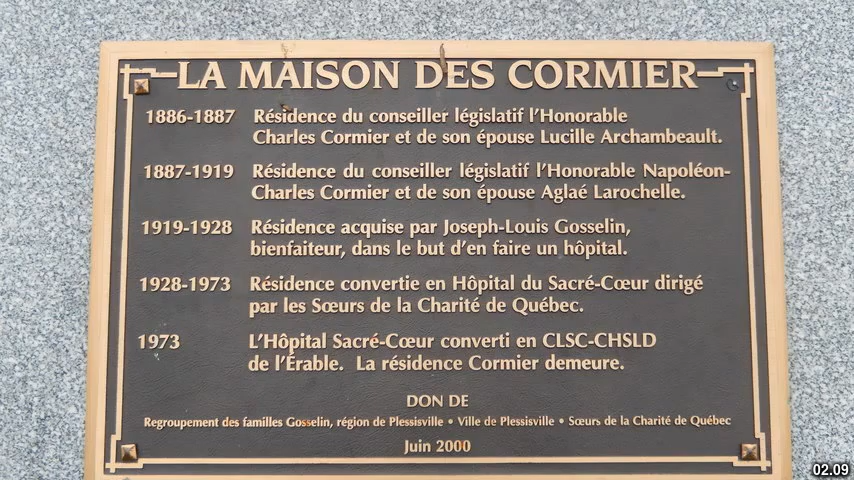 LA MAISON DES CORMIER
1886-1887 Résidence du conseiller législatif l'Honorable
Charles Cormier et de son épouse Lucille Archambeault.
1887-1919 Résidence du conseiller législatif l'Honorable Napoléon-
Charles Cormier et de son épouse Aglaé Larochelle.
1919-1928 Résidence acquise par Joseph-Louis Gosselin,
bienfaiteur, dans le but d'en faire un hôpital.
1928-1973 Résidence convertie en Hôpital du Sacré-Cœur dirigé
par les Sœurs de la Charité de Québec.
1973 L'Hôpital Sacré-Cœur converti en CLSC-CHSLD
de l'Érable. La résidence Cormier demeure.
DON DE
Regroupement des familles Gosselin, région de Plessisville • Ville de Plessisville • Sœurs de la Charité de Québec
Juin 2000
02.09